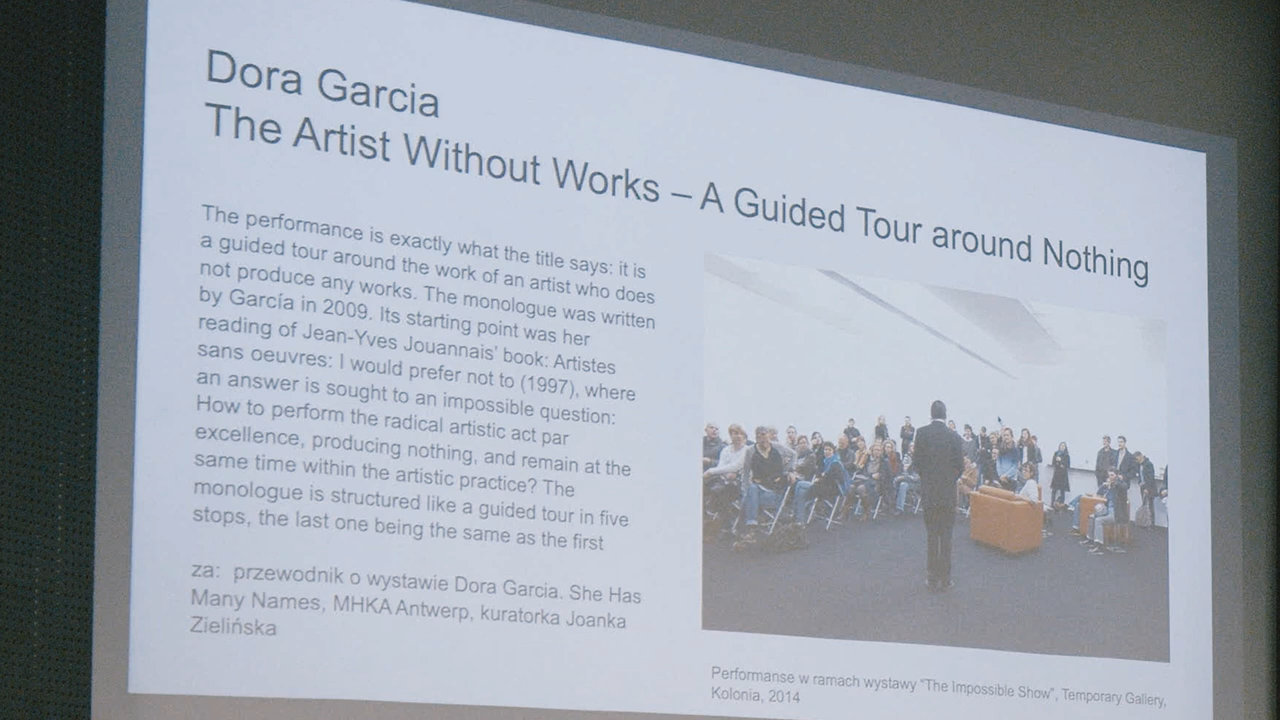 Dora Garcia
The Artist Without Works – A Guided Tour around Nothing
The performance is exactly what the title says: it is
a guided tour around the work of an artist who does
not produce any works. The monologue was written
by García in 2009. Its starting point was her
reading of Jean-Yves Jouannais' book: Artistes
sans oeuvres: I would prefer not to (1997), where
an answer is sought to an impossible question:
How to perform the radical artistic act par
excellence, producing nothing, and remain at the
same time within the artistic practice? The
monologue is structured like a guided tour in five
stops, the last one being the same as the first
za: przewodnik o wystawie Dora Garcia. She Has
Many Names, MHKA Antwerp, kuratorka Joanka
Zielińska
Performanse w ramach wystawy "The Impossible Show", Temporary Gallery,
Kolonia, 2014